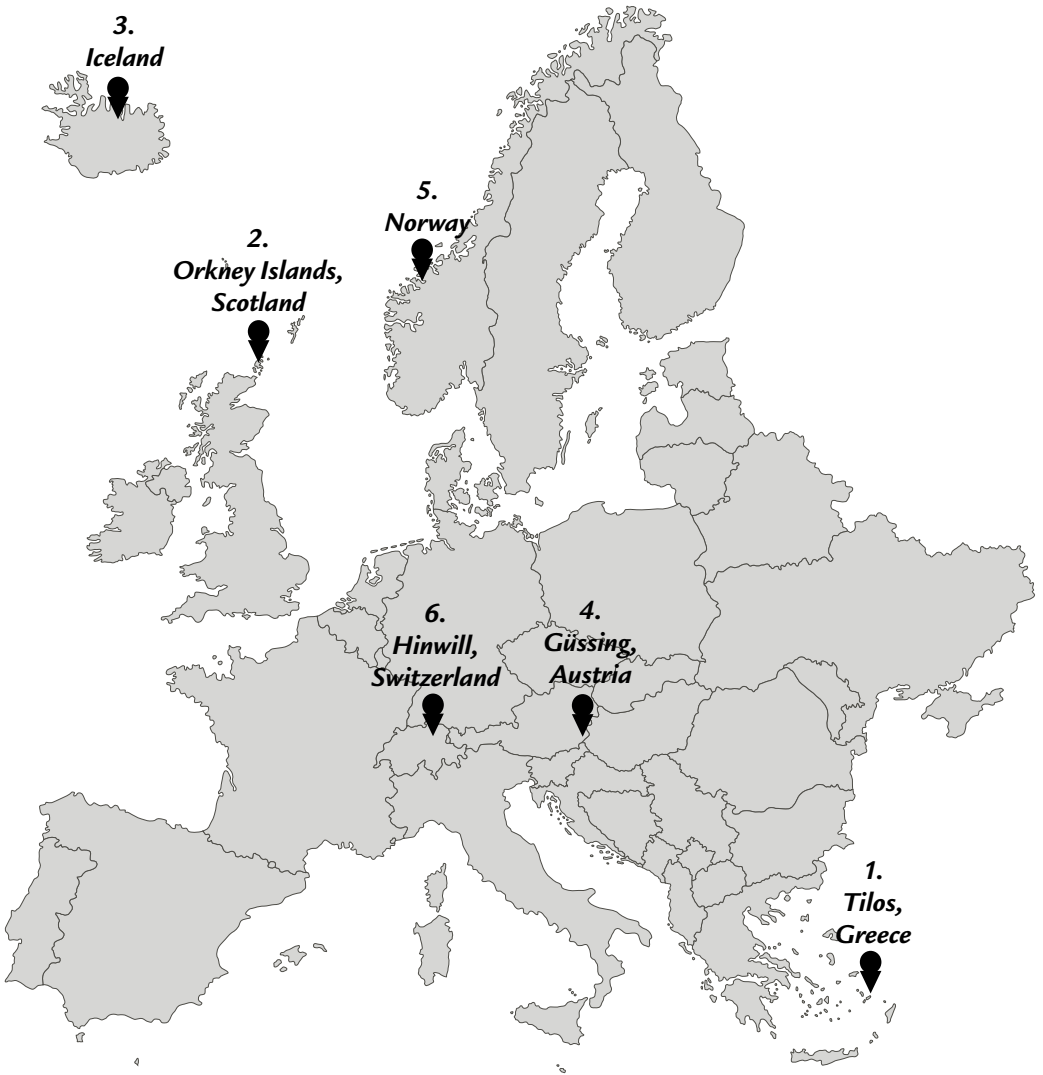 3.
Iceland
5.
Norway
2.
Orkney Islands,
Scotland
6.
Hinwill,
Switzerland
4.
Güssing,
Austria
1.
Tilos,
Greece